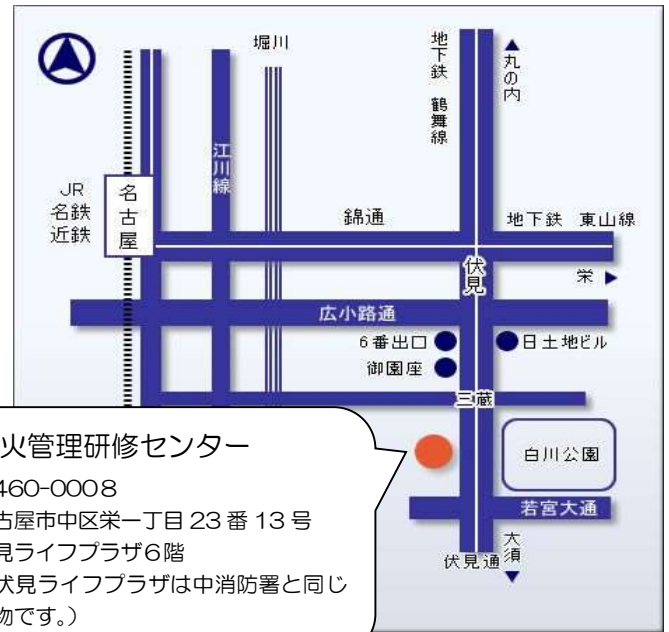 堀川
地下鉄 鶴舞線
丸の内
江川線
JR
名鉄
近鉄
名古屋
錦通
地下鉄 東山線
伏見
栄
広小路通
6番出口
日土地ビル
御園座
三蔵
白川公園
若宮大通
伏見通
大須
火管理研修センター
460-0008
古屋市中区栄一丁目 23 番 13 号
見ライフプラザ6階
伏見ライフプラザは中消防署と同じ
物です。）